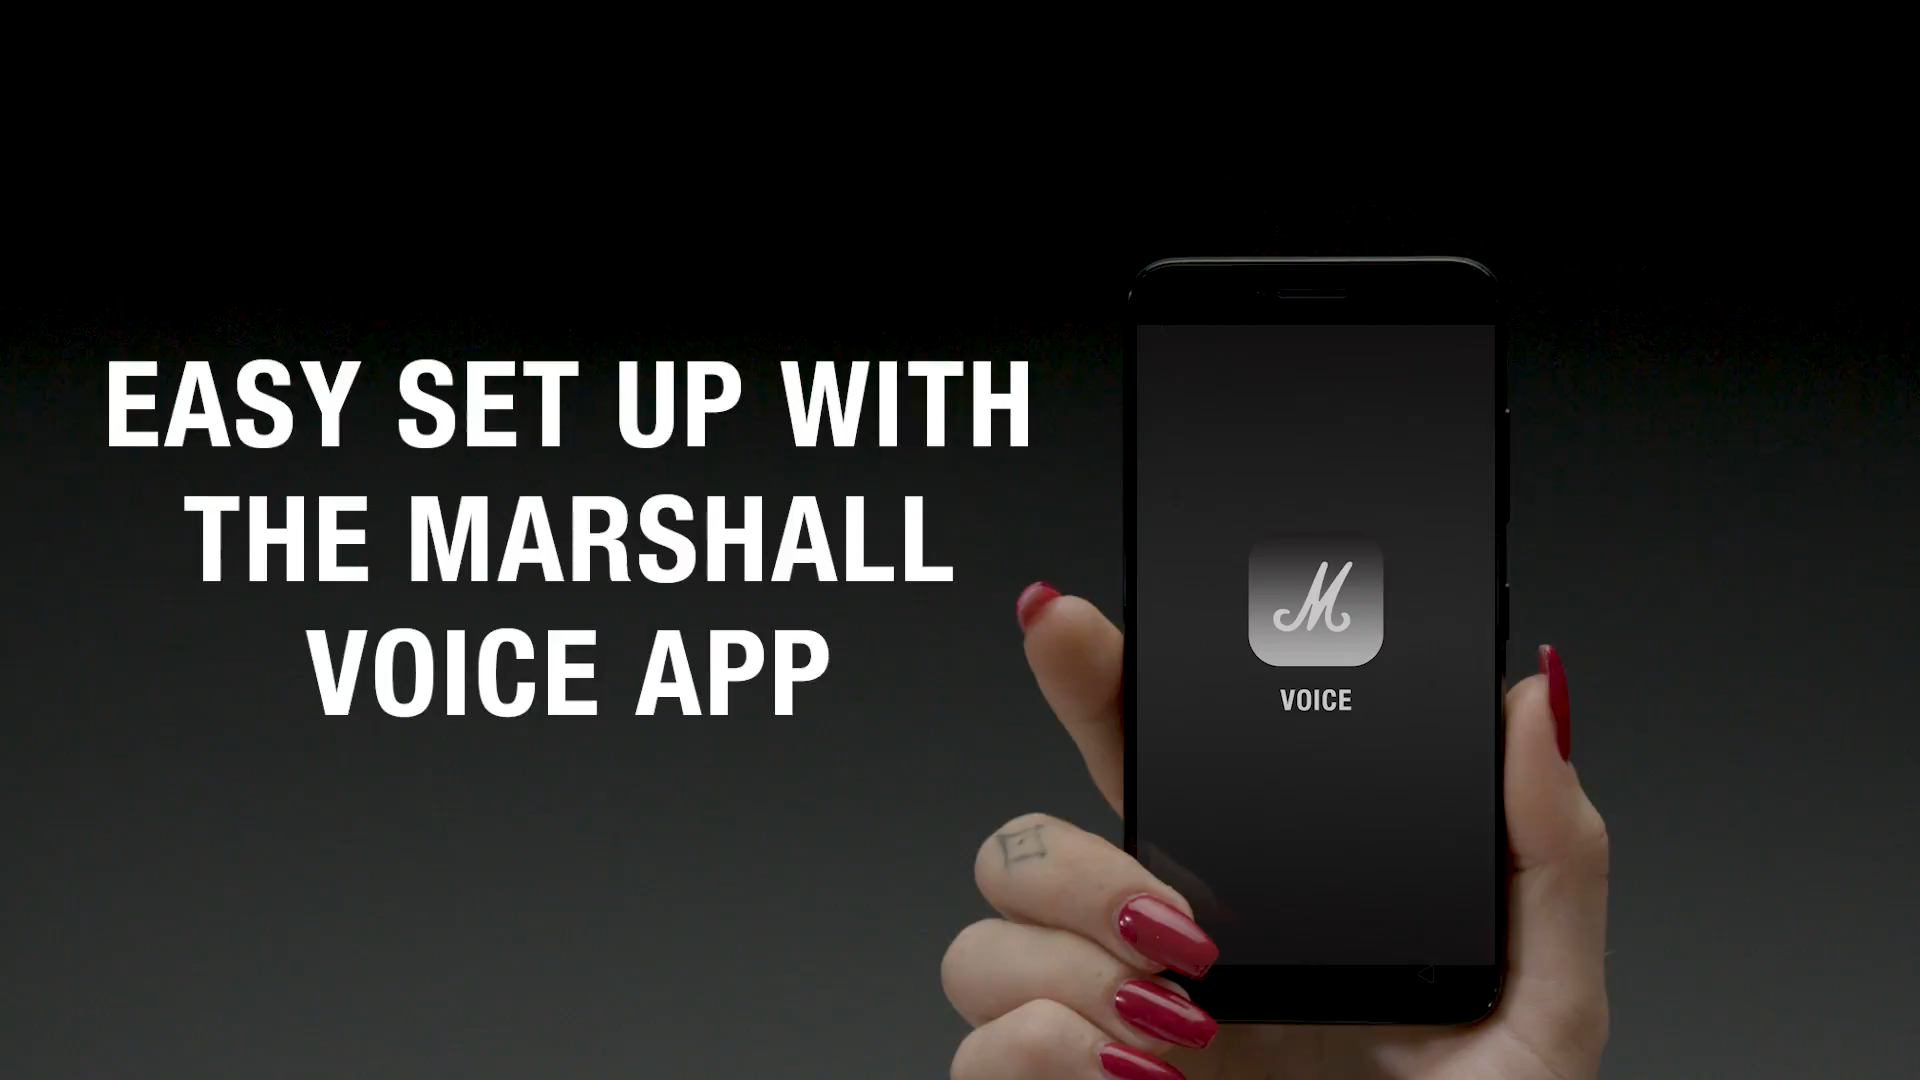 EASY SET UP WITH
THE MARSHALL
VOICE APP
M
VOICE